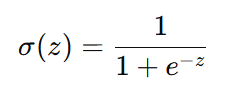 σ(z) = 1 / (1 + e^{-z})